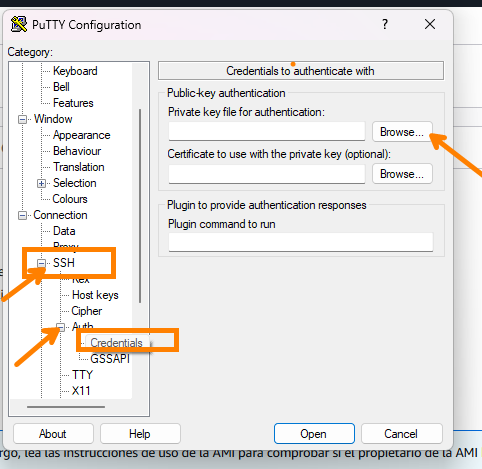 PuTTY Configuration
?
Category:
Keyboard
Bell
Features
Window
Appearance
Behaviour
Translation
Selection
Colours
Connection
Data
Proxy
SSH
Kex
Host keys
Cipher
Auth
Credentials
GSSAPI
TTY
X11
Credentials to authenticate with
Public-key authentication
Private key file for authentication:
Browse...
Certificate to use with the private key (optional):
Browse...
Plugin to provide authentication responses
Plugin command to run
About
Help
Open
Cancel
rgo, lea las instrucciones de uso de la AMI para comprobar si el propietario de la AMI